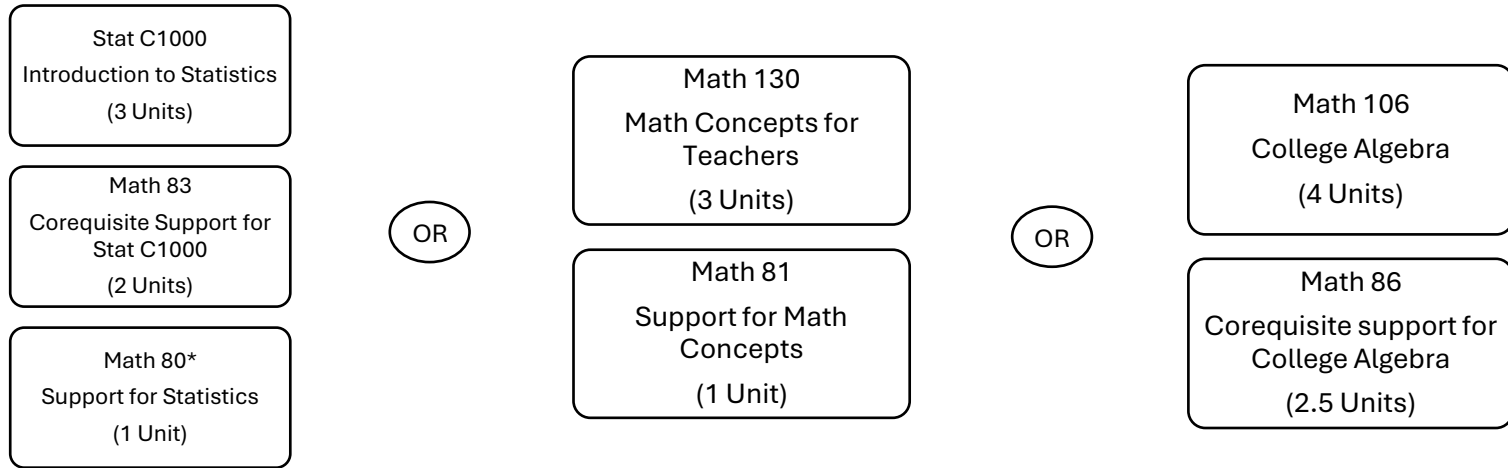 Stat C1000
Introduction to Statistics
(3 Units)
Math 83
Corequisite Support for
Stat C1000
(2 Units)
Math 80*
Support for Statistics
(1 Unit)
OR
Math 130
Math Concepts for
Teachers
(3 Units)
Math 81
Support for Math
Concepts
(1 Unit)
OR
Math 106
College Algebra
(4 Units)
Math 86
Corequisite support for
College Algebra
(2.5 Units)